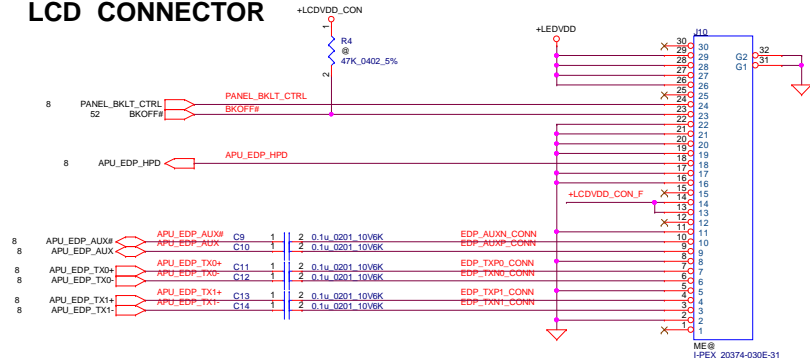 LCD CONNECTOR
+LCDVDD_CON
1
R4
@
47K_0402_5%
2
+LEDVDD
J10
8 PANEL_BKLT_CTRL PANEL_BKLT_CTRL
52 BKOFF# BKOFF#
8 APU_EDP_HPD APU_EDP_HPD
+LCDVDD_CON_F
8 APU_EDP_AUX# APU_EDP_AUX# C9 1 2 0.1u_0201_10V6K EDP_AUXN_CONN
8 APU_EDP_AUX APU_EDP_AUX C10 1 2 0.1u_0201_10V6K EDP_AUXP_CONN
8 APU_EDP_TX0+ APU_EDP_TX0+ C11 1 2 0.1u_0201_10V6K EDP_TXP0_CONN
8 APU_EDP_TX0- APU_EDP_TX0- C12 1 2 0.1u_0201_10V6K EDP_TXN0_CONN
8 APU_EDP_TX1+ APU_EDP_TX1+ C13 1 2 0.1u_0201_10V6K EDP_TXP1_CONN
8 APU_EDP_TX1- APU_EDP_TX1- C14 1 2 0.1u_0201_10V6K EDP_TXN1_CONN
30 30
29 29
28 28
27 27
26 26
25 25
24 24
23 23
22 22
21 21
20 20
19 19
18 18
17 17
16 16
15 15
14 14
13 13
12 12
11 11
10 10
9 9
8 8
7 7
6 6
5 5
4 4
3 3
2 2
1 1
G2 32
G1 31
ME@
I-PEX_20374-030E-31